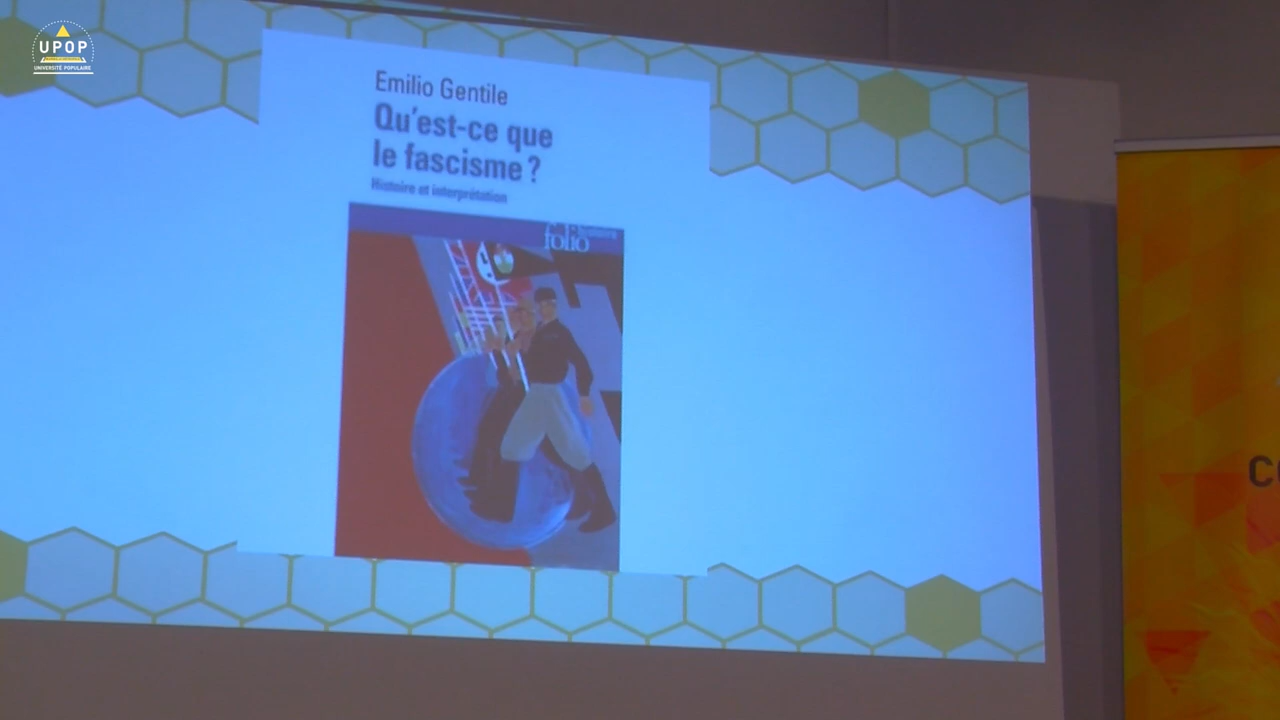 UPOP
UNIVERSITÉ POPULAIRE
Emilio Gentile
Qu'est-ce que
le fascisme ?
Histoire et interprétation
folio